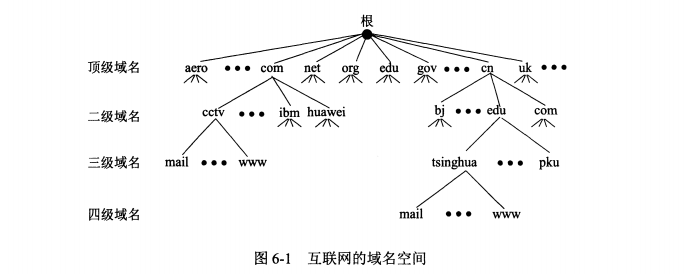 根
顶级域名 aero ••• com net org edu gov ••• cn uk •••
二级域名 cctv ••• ibm huawei bj ••• edu com
三级域名 mail ••• www tsinghua ••• pku
四级域名 mail ••• www
图 6-1 互联网的域名空间